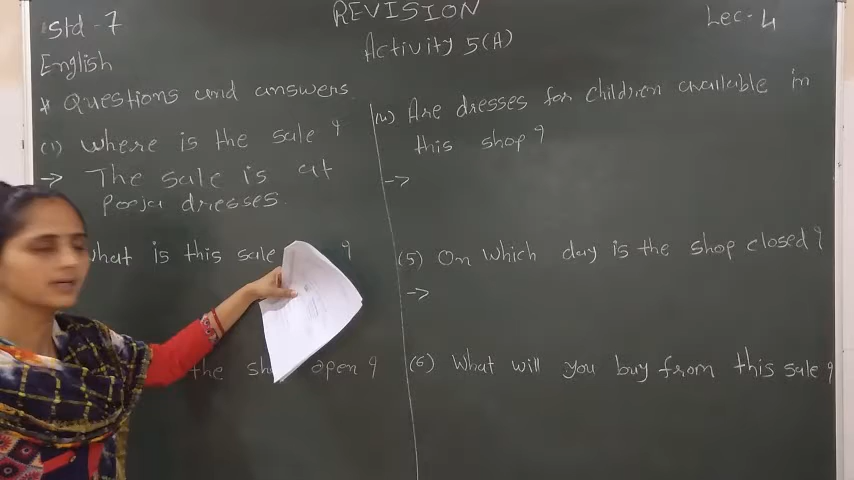 REVISION
Std - 7
Lec - 4
Activity 5(A)
English
* Questions and answers.
(1) Where is the sale ?
→ The sale is at
pooja dresses.
What is this sale ?
the open ?
(4) Are dresses for children available in
this shop ?
→
(5) On which day is the shop closed ?
→
(6) What will you buy from this sale ?